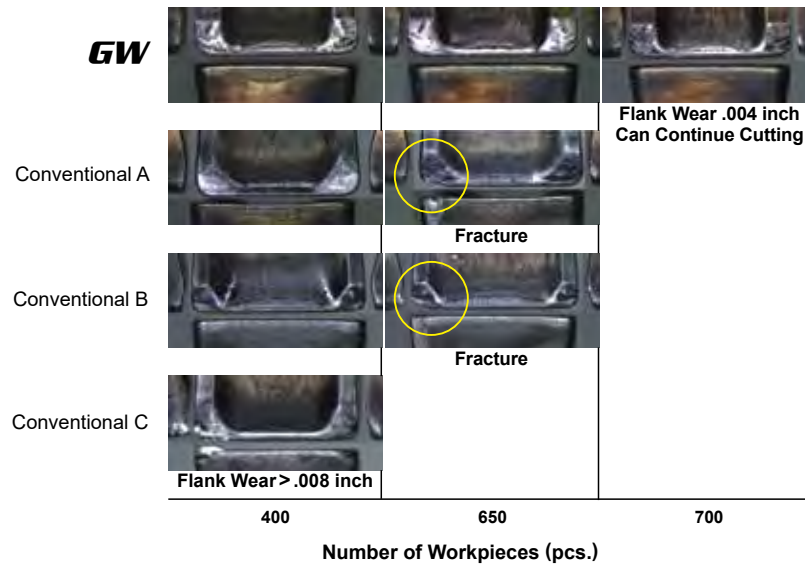 GW
Flank Wear .004 inch
Can Continue Cutting
Conventional A
Fracture
Conventional B
Fracture
Conventional C
Flank Wear > .008 inch
400 650 700
Number of Workpieces (pcs.)